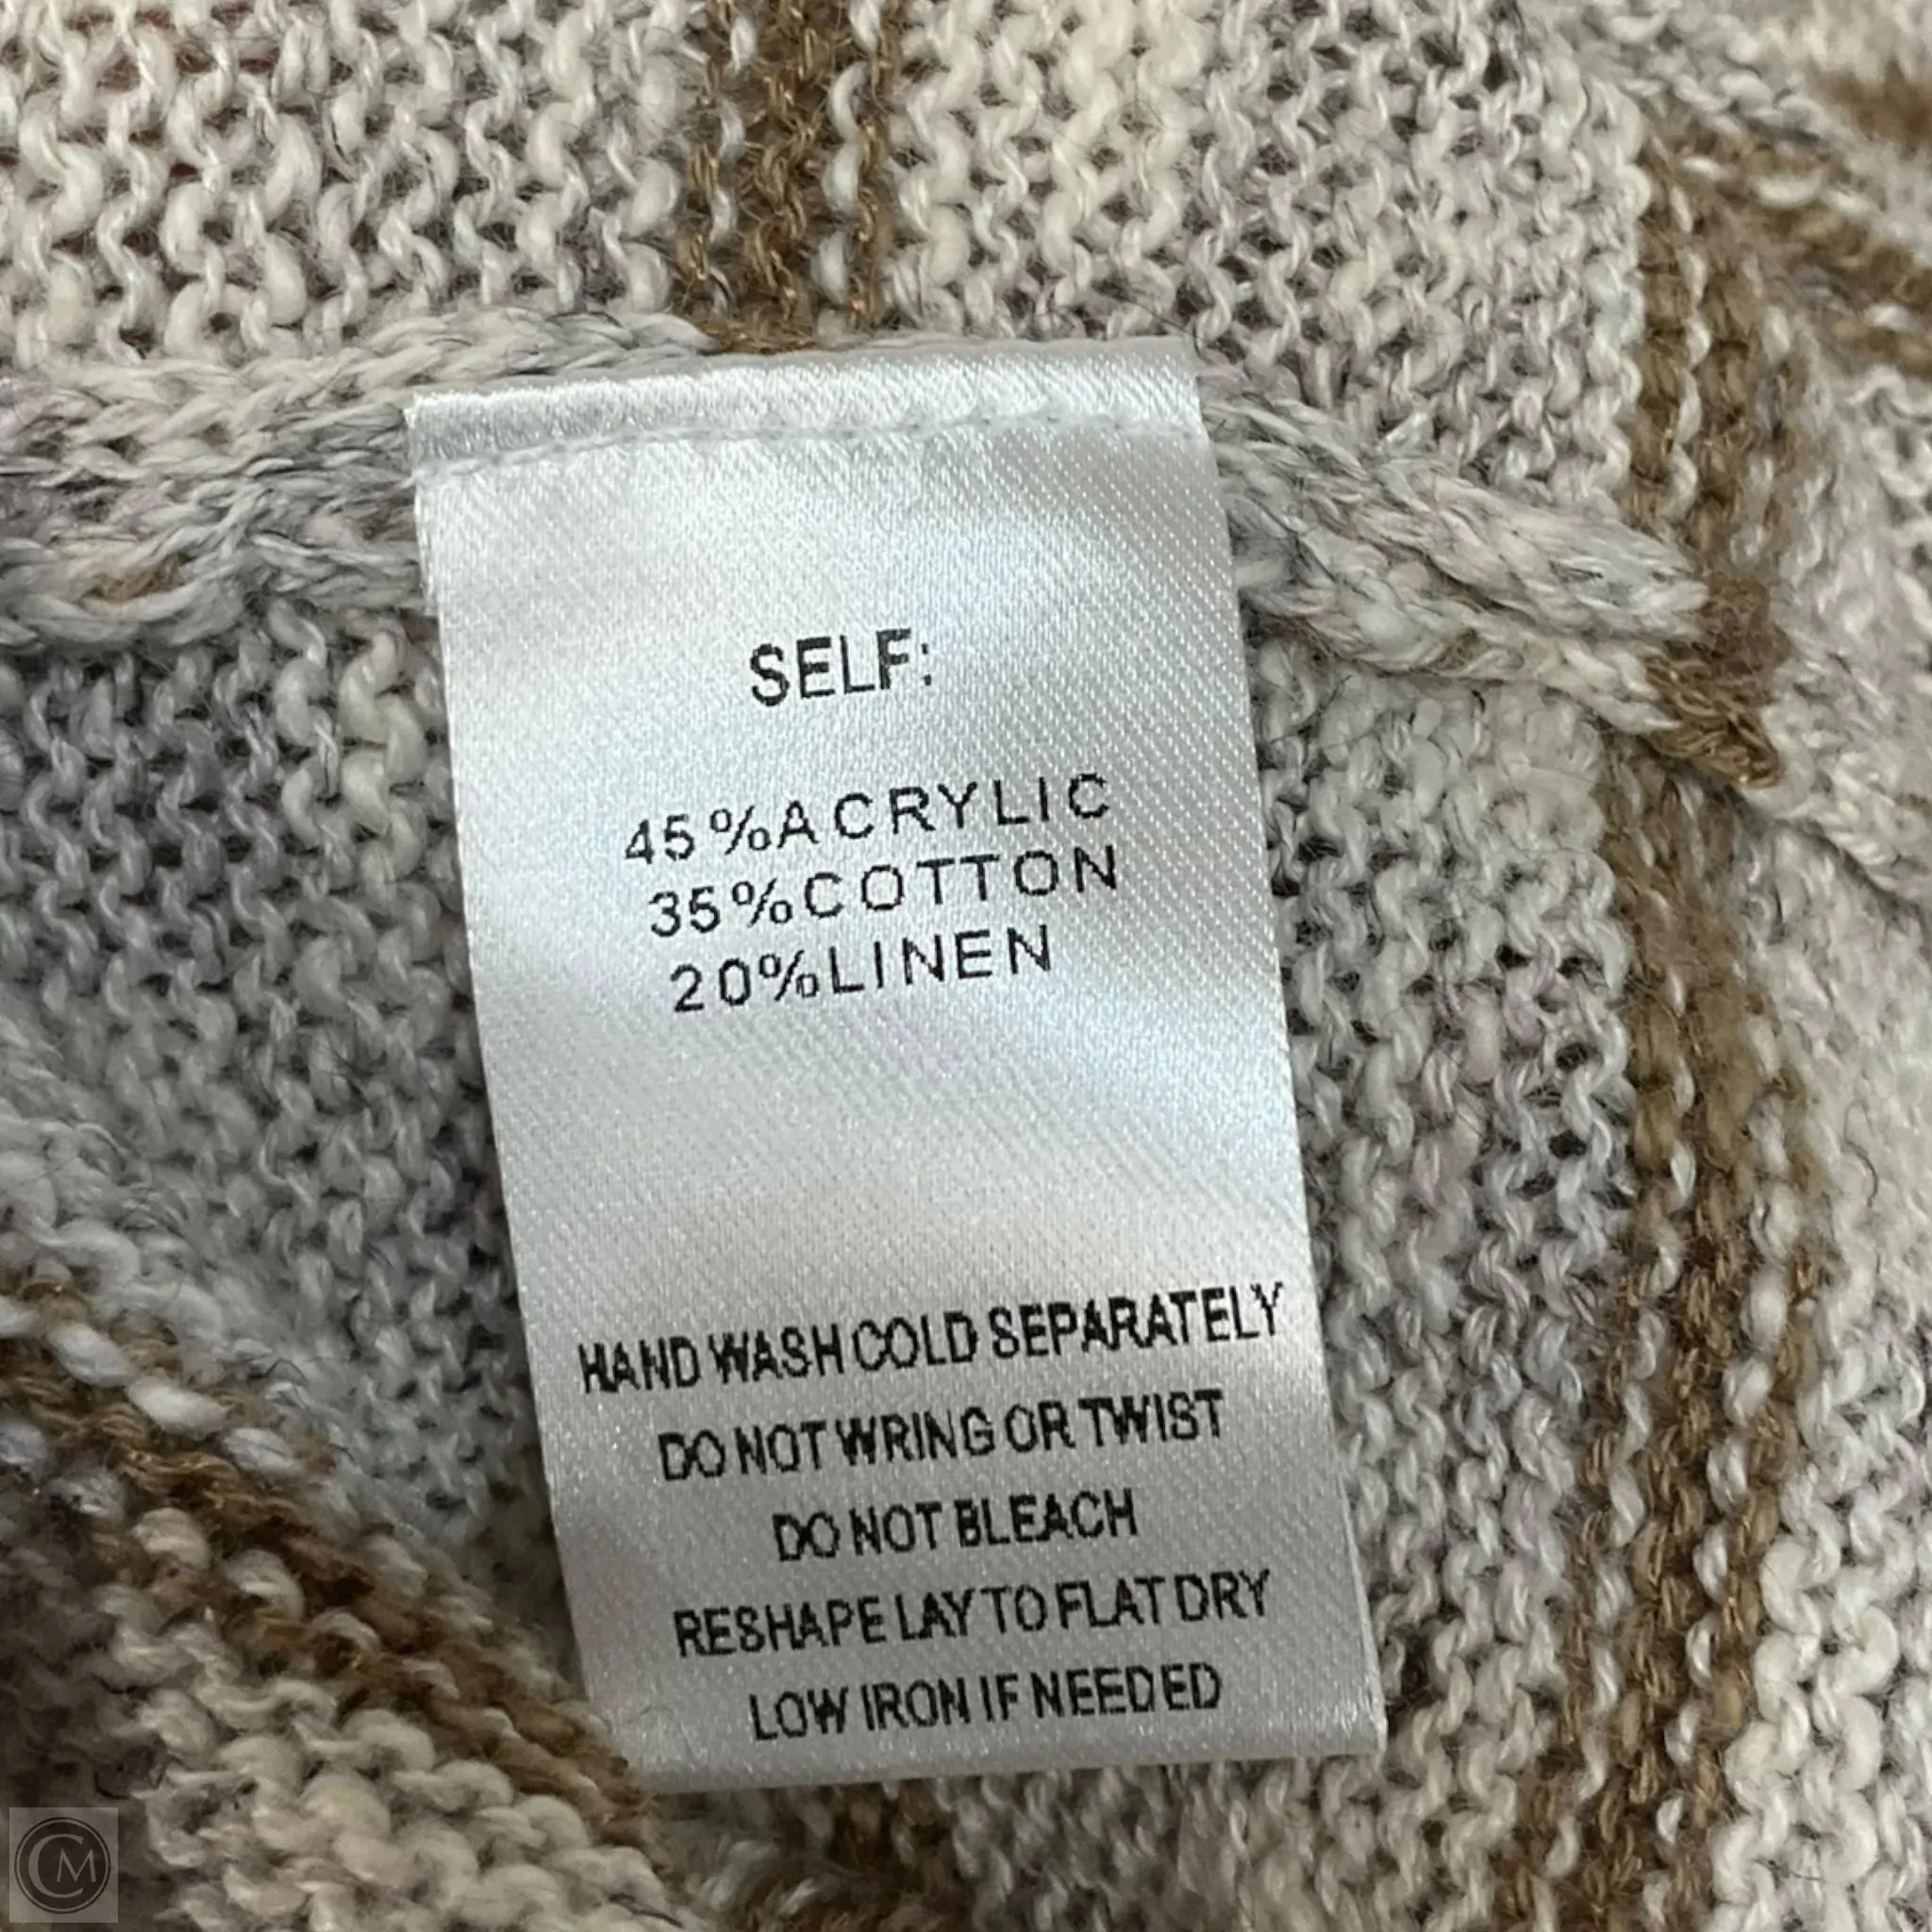 SELF:
45%ACRYLIC
35%COTTON
20%LINEN
HAND WASH COLD SEPARATELY
DO NOT WRING OR TWIST
DO NOT BLEACH
RESHAPE LAY TO FLAT DRY
LOW IRON IF NEEDED
CM